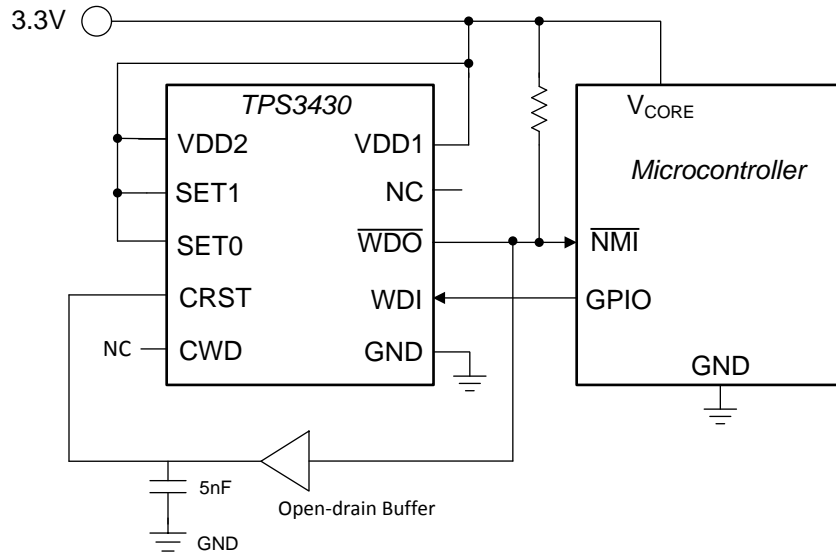 3.3V
TPS3430
VDD2
VDD1
SET1
NC
SET0
WDO
CRST
WDI
NC
CWD
GND
VCORE
Microcontroller
NMI
GPIO
GND
5nF
Open-drain Buffer
GND